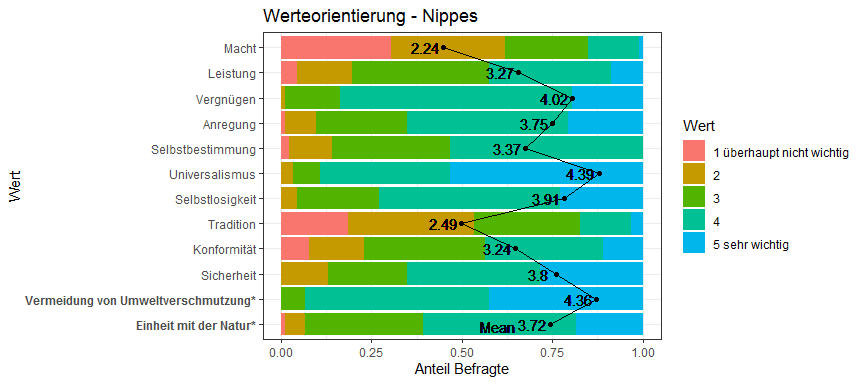 Werteorientierung - Nippes
Wert
Macht
Leistung
Vergnügen
Anregung
Selbstbestimmung
Universalismus
Selbstlosigkeit
Tradition
Konformität
Sicherheit
Vermeidung von Umweltverschmutzung*
Einheit mit der Natur*
2.24
3.27
4.02
3.75
3.37
4.39
3.91
2.49
3.24
3.8
4.36
Mean 3.72
0.00 0.25 0.50 0.75 1.00
Anteil Befragte
Wert
1 überhaupt nicht wichtig
2
3
4
5 sehr wichtig